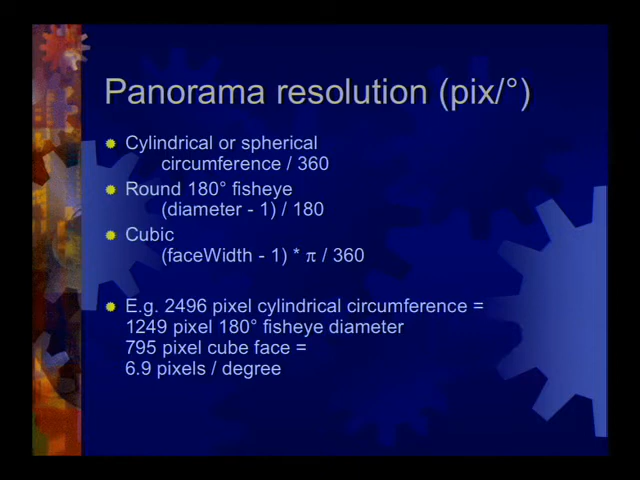 Panorama resolution (pix/°)
Cylindrical or spherical
circumference / 360
Round 180° fisheye
(diameter - 1) / 180
Cubic
(faceWidth - 1) * π / 360
E.g. 2496 pixel cylindrical circumference =
1249 pixel 180° fisheye diameter
795 pixel cube face =
6.9 pixels / degree